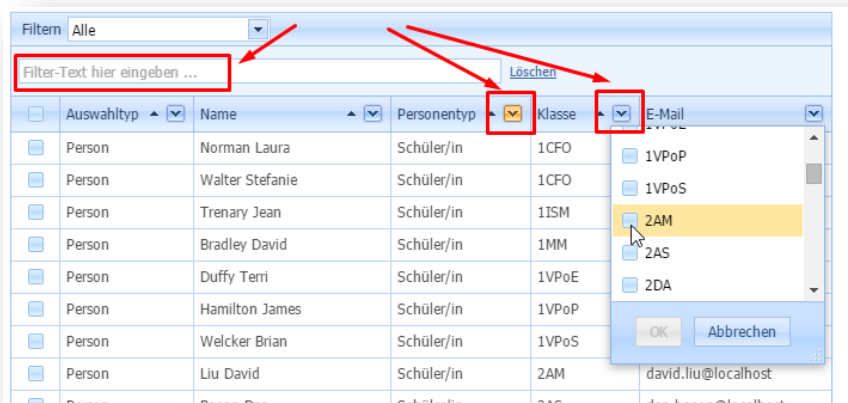 Filtern Alle
Filter-Text hier eingeben ... Löschen
Auswahltyp Name Personentyp Klasse E-Mail
Person Norman Laura Schüler/in 1CFO
1VPoP
Person Walter Stefanie Schüler/in 1CFO
1VPoS
Person Trenary Jean Schüler/in 1ISM
2AM
Person Bradley David Schüler/in 1MM
2AS
Person Duffy Terri Schüler/in 1VPoE
2DA
Person Hamilton James Schüler/in 1VPoP
OK Abbrechen
Person Welcker Brian Schüler/in 1VPoS
Person Liu David Schüler/in 2AM david.liu@localhost